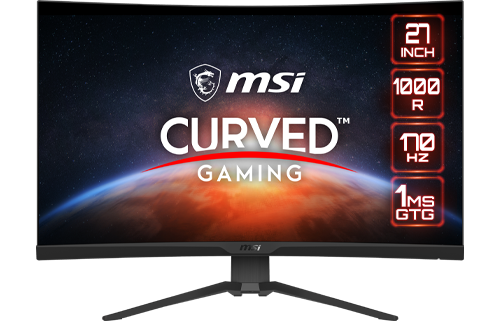 msi
CURVED™
GAMING
27
INCH
1000
R
170
HZ
1MS
GTG
msi